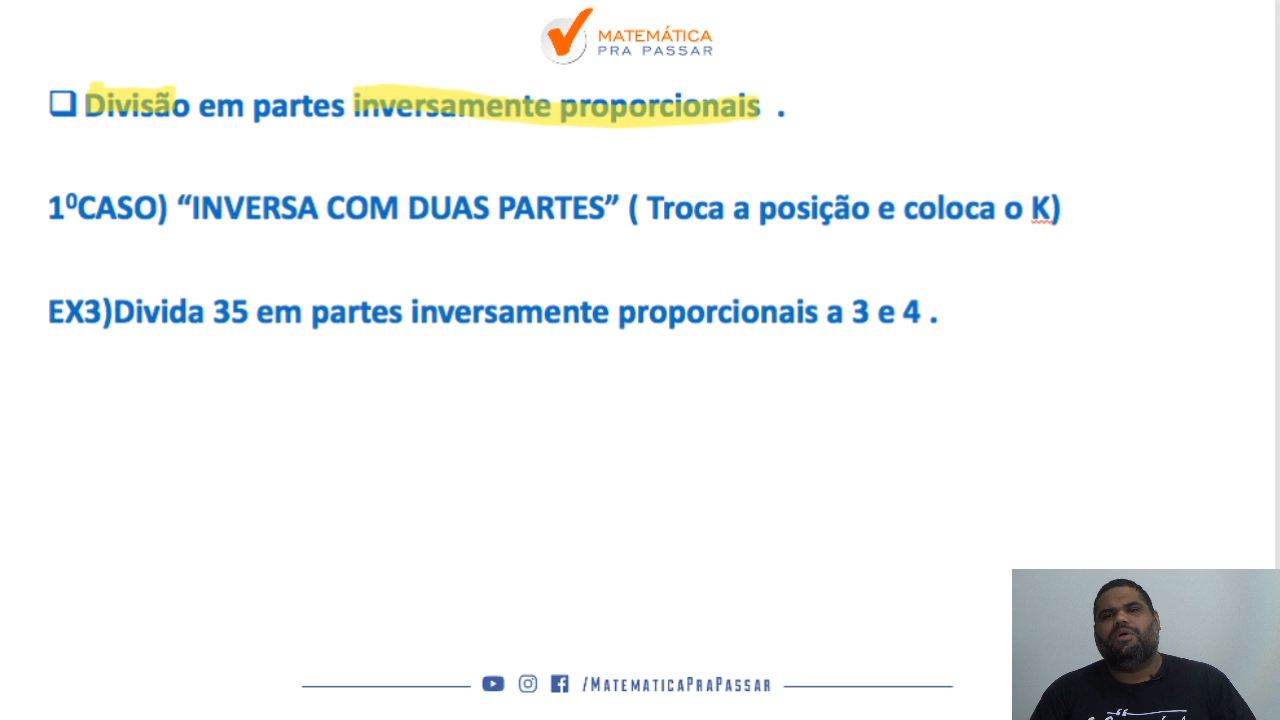 MATEMÁTICA
PRA PASSAR
❑ Divisão em partes inversamente proporcionais .
1⁰CASO) “INVERSA COM DUAS PARTES” ( Troca a posição e coloca o K)
EX3)Divida 35 em partes inversamente proporcionais a 3 e 4 .
/MATEMATICAPRAPASSAR